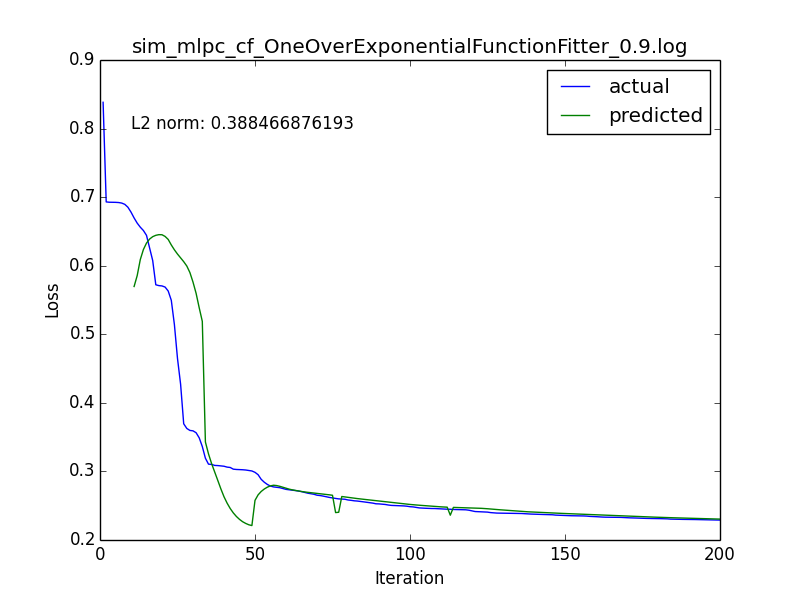 sim_mlpc_cf_OneOverExponentialFunctionFitter_0.9.log
0.9
0.8
0.7
0.6
0.5
0.4
0.3
0.2
Loss
L2 norm: 0.388466876193
actual
predicted
0 50 100 150 200
Iteration